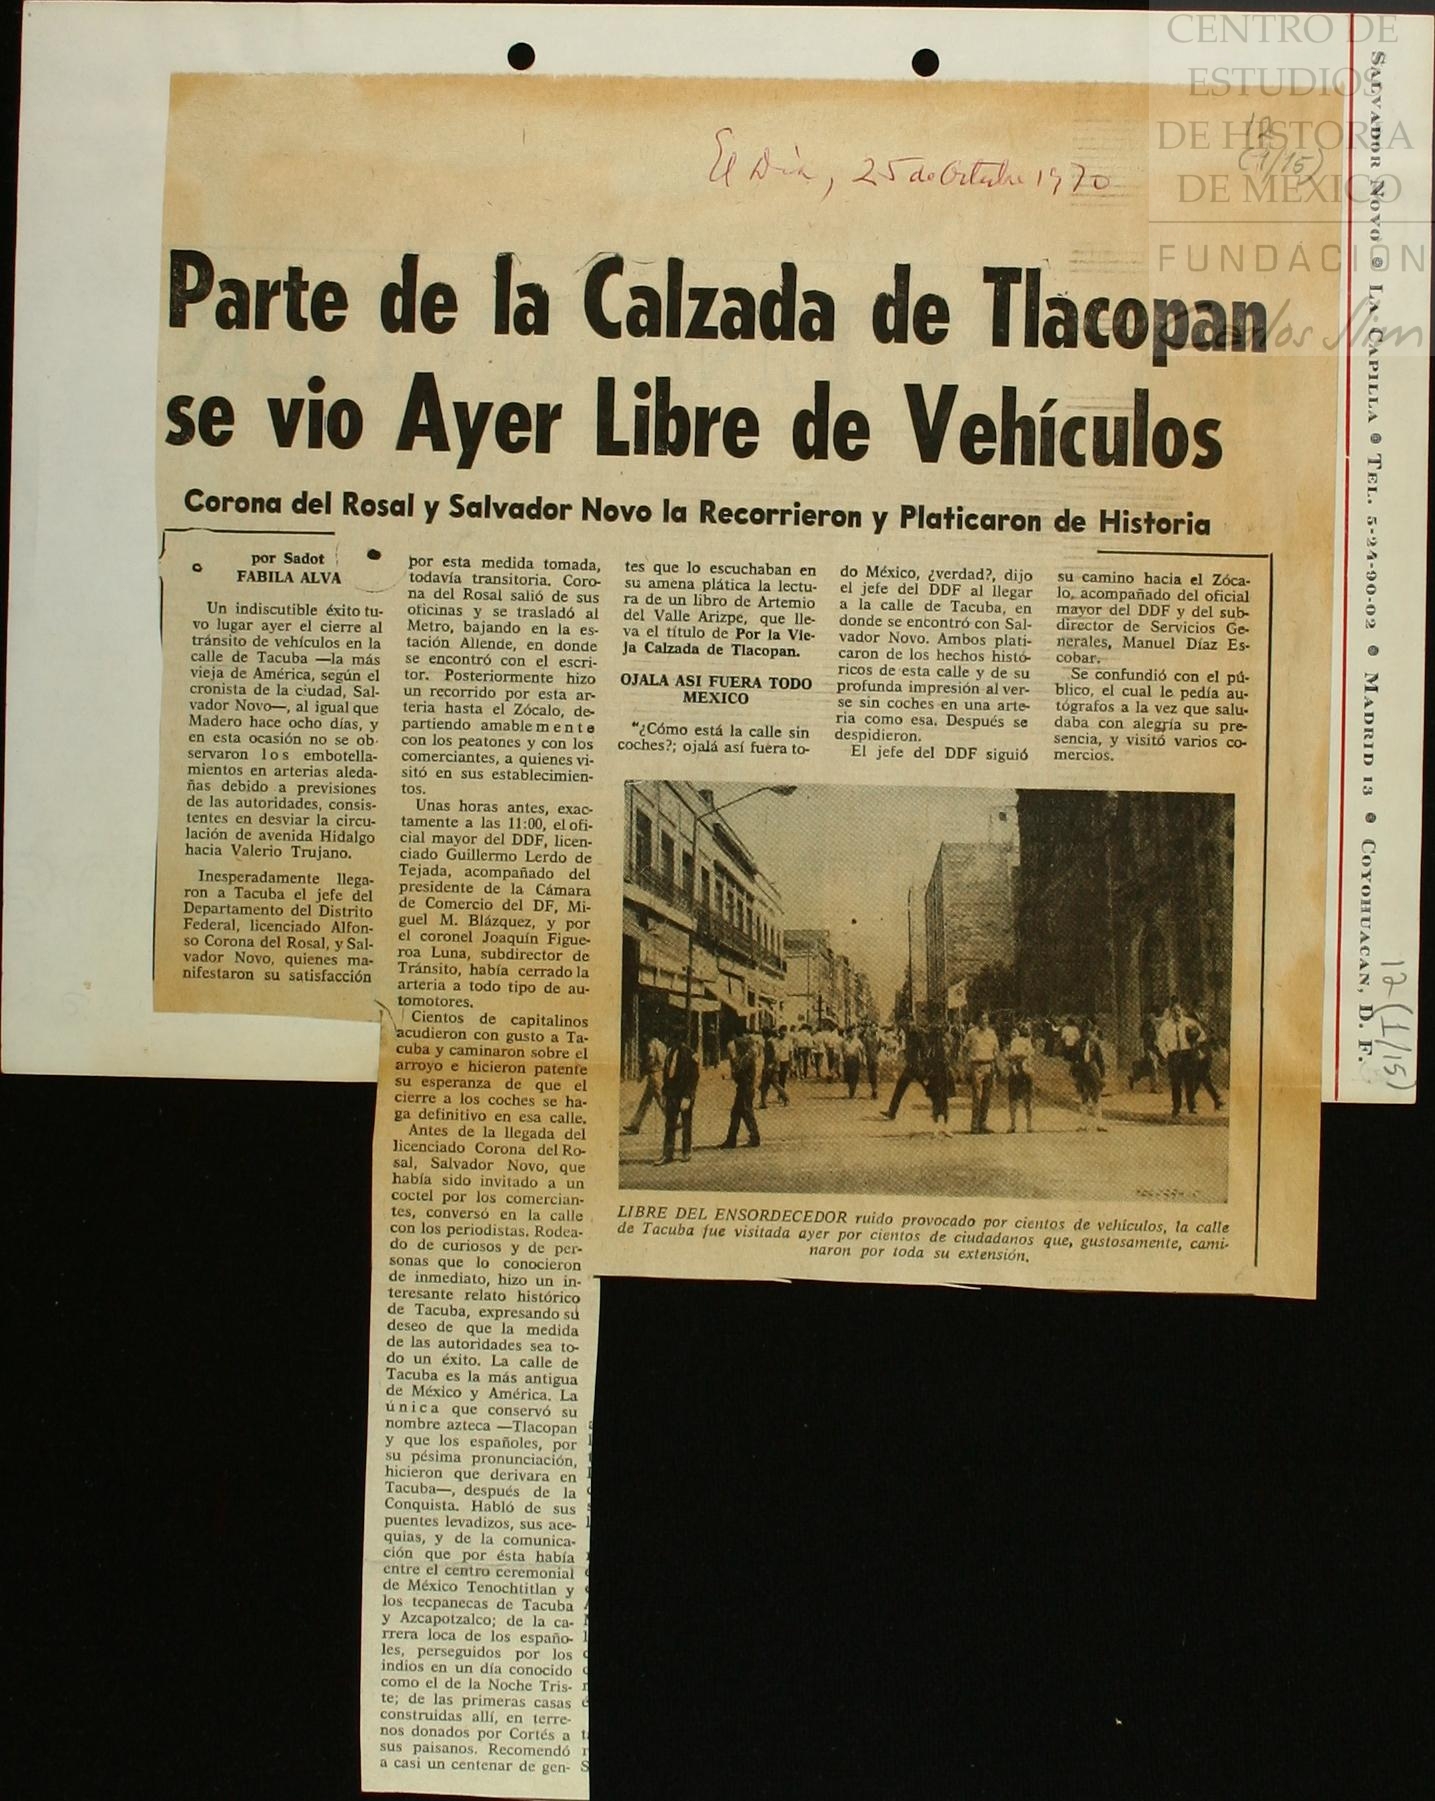 CENTRO DE
ESTUDIOS
DE HISTORIA
DE MÉXICO
FUNDACIÓN
Carlos Slim
12
(1/15)
El Día, 25 de Octubre 1970
Parte de la Calzada de Tlacopan
se vio Ayer Libre de Vehículos
Corona del Rosal y Salvador Novo la Recorrieron y Platicaron de Historia
por Sadot
FABILA ALVA
Un indiscutible éxito tu-
vo lugar ayer el cierre al
tránsito de vehículos en la
calle de Tacuba —la más
vieja de América, según el
cronista de la ciudad, Sal-
vador Novo—, al igual que
Madero hace ocho días, y
en esta ocasión no se ob-
servaron los embotella-
mientos en arterias aleda-
ñas debido a previsiones
de las autoridades, consis-
tentes en desviar la circu-
lación de avenida Hidalgo
hacia Valerio Trujano.
Inesperadamente llega-
ron a Tacuba el jefe del
Departamento del Distrito
Federal, licenciado Alfon-
so Corona del Rosal, y Sal-
vador Novo, quienes ma-
nifestaron su satisfacción
por esta medida tomada,
todavía transitoria. Coro-
na del Rosal salió de sus
oficinas y se trasladó al
Metro, bajando en la es-
tación Allende, en donde
se encontró con el escri-
tor. Posteriormente hizo
un recorrido por esta ar-
teria hasta el Zócalo, de-
partiendo amablemente
con los peatones y con los
comerciantes, a quienes vi-
sitó en sus establecimien-
tos.
Unas horas antes, exac-
tamente a las 11:00, el ofi-
cial mayor del DDF, licen-
ciado Guillermo Lerdo de
Tejada, acompañado del
presidente de la Cámara
de Comercio del DF, Mi-
guel M. Blázquez, y por
el coronel Joaquín Figue-
roa Luna, subdirector de
Tránsito, había cerrado la
arteria a todo tipo de au-
tomotores.
Cientos de capitalinos
acudieron con gusto a Ta-
cuba y caminaron sobre el
arroyo e hicieron patente
su esperanza de que el
cierre a los coches se ha-
ga definitivo en esa calle.
Antes de la llegada del
licenciado Corona del Ro-
sal, Salvador Novo, que
había sido invitado a un
coctel por los comercian-
tes, conversó en la calle
con los periodistas. Rodea-
do de curiosos y de per-
sonas que lo conocieron
de inmediato, hizo un in-
teresante relato histórico
de Tacuba, expresando su
deseo de que la medida
de las autoridades sea to-
do un éxito. La calle de
Tacuba es la más antigua
de México y América. La
única que conservó su
nombre azteca —Tlacopan
y que los españoles, por
su pésima pronunciación,
hicieron que derivara en
Tacuba—, después de la
Conquista. Habló de sus
puentes levadizos, sus ace-
quias, y de la comunica-
ción que por ésta había
entre el centro ceremonial
de México Tenochtitlan y
los tecpanecas de Tacuba
y Azcapotzalco; de la ca-
rrera loca de los españo-
les, perseguidos por los
indios en un día conocido
como el de la Noche Tris-
te; de las primeras casas
construidas allí, en terre-
nos donados por Cortés a
sus paisanos. Recomendó
a casi un centenar de gen-
tes que lo escuchaban en
su amena plática la lectu-
ra de un libro de Artemio
del Valle Arizpe, que lle-
va el título de Por la Vie-
ja Calzada de Tlacopan.
OJALA ASI FUERA TODO
MEXICO
"¿Cómo está la calle sin
coches?; ojalá así fuera to-
do México, ¿verdad?, dijo
el jefe del DDF al llegar
a la calle de Tacuba, en
donde se encontró con Sal-
vador Novo. Ambos plati-
caron de los hechos histó-
ricos de esta calle y de su
profunda impresión al ver-
se sin coches en una arte-
ria como esa. Después se
despidieron.
El jefe del DDF siguió
su camino hacia el Zóca-
lo, acompañado del oficial
mayor del DDF y del sub-
director de Servicios Ge-
nerales, Manuel Díaz Es-
cobar.
Se confundió con el pú-
blico, el cual le pedía au-
tógrafos a la vez que salu-
daba con alegría su pre-
sencia, y visitó varios co-
mercios.
LIBRE DEL ENSORDECEDOR ruido provocado por cientos de vehículos, la calle
de Tacuba fue visitada ayer por cientos de ciudadanos que, gustosamente, cami-
naron por toda su extensión.
SALVADOR NOVO • LA CAPILLA • TEL. 5-24-90-02 • MADRID 13 • COYOHUACAN, D. F.
12 (1/15)